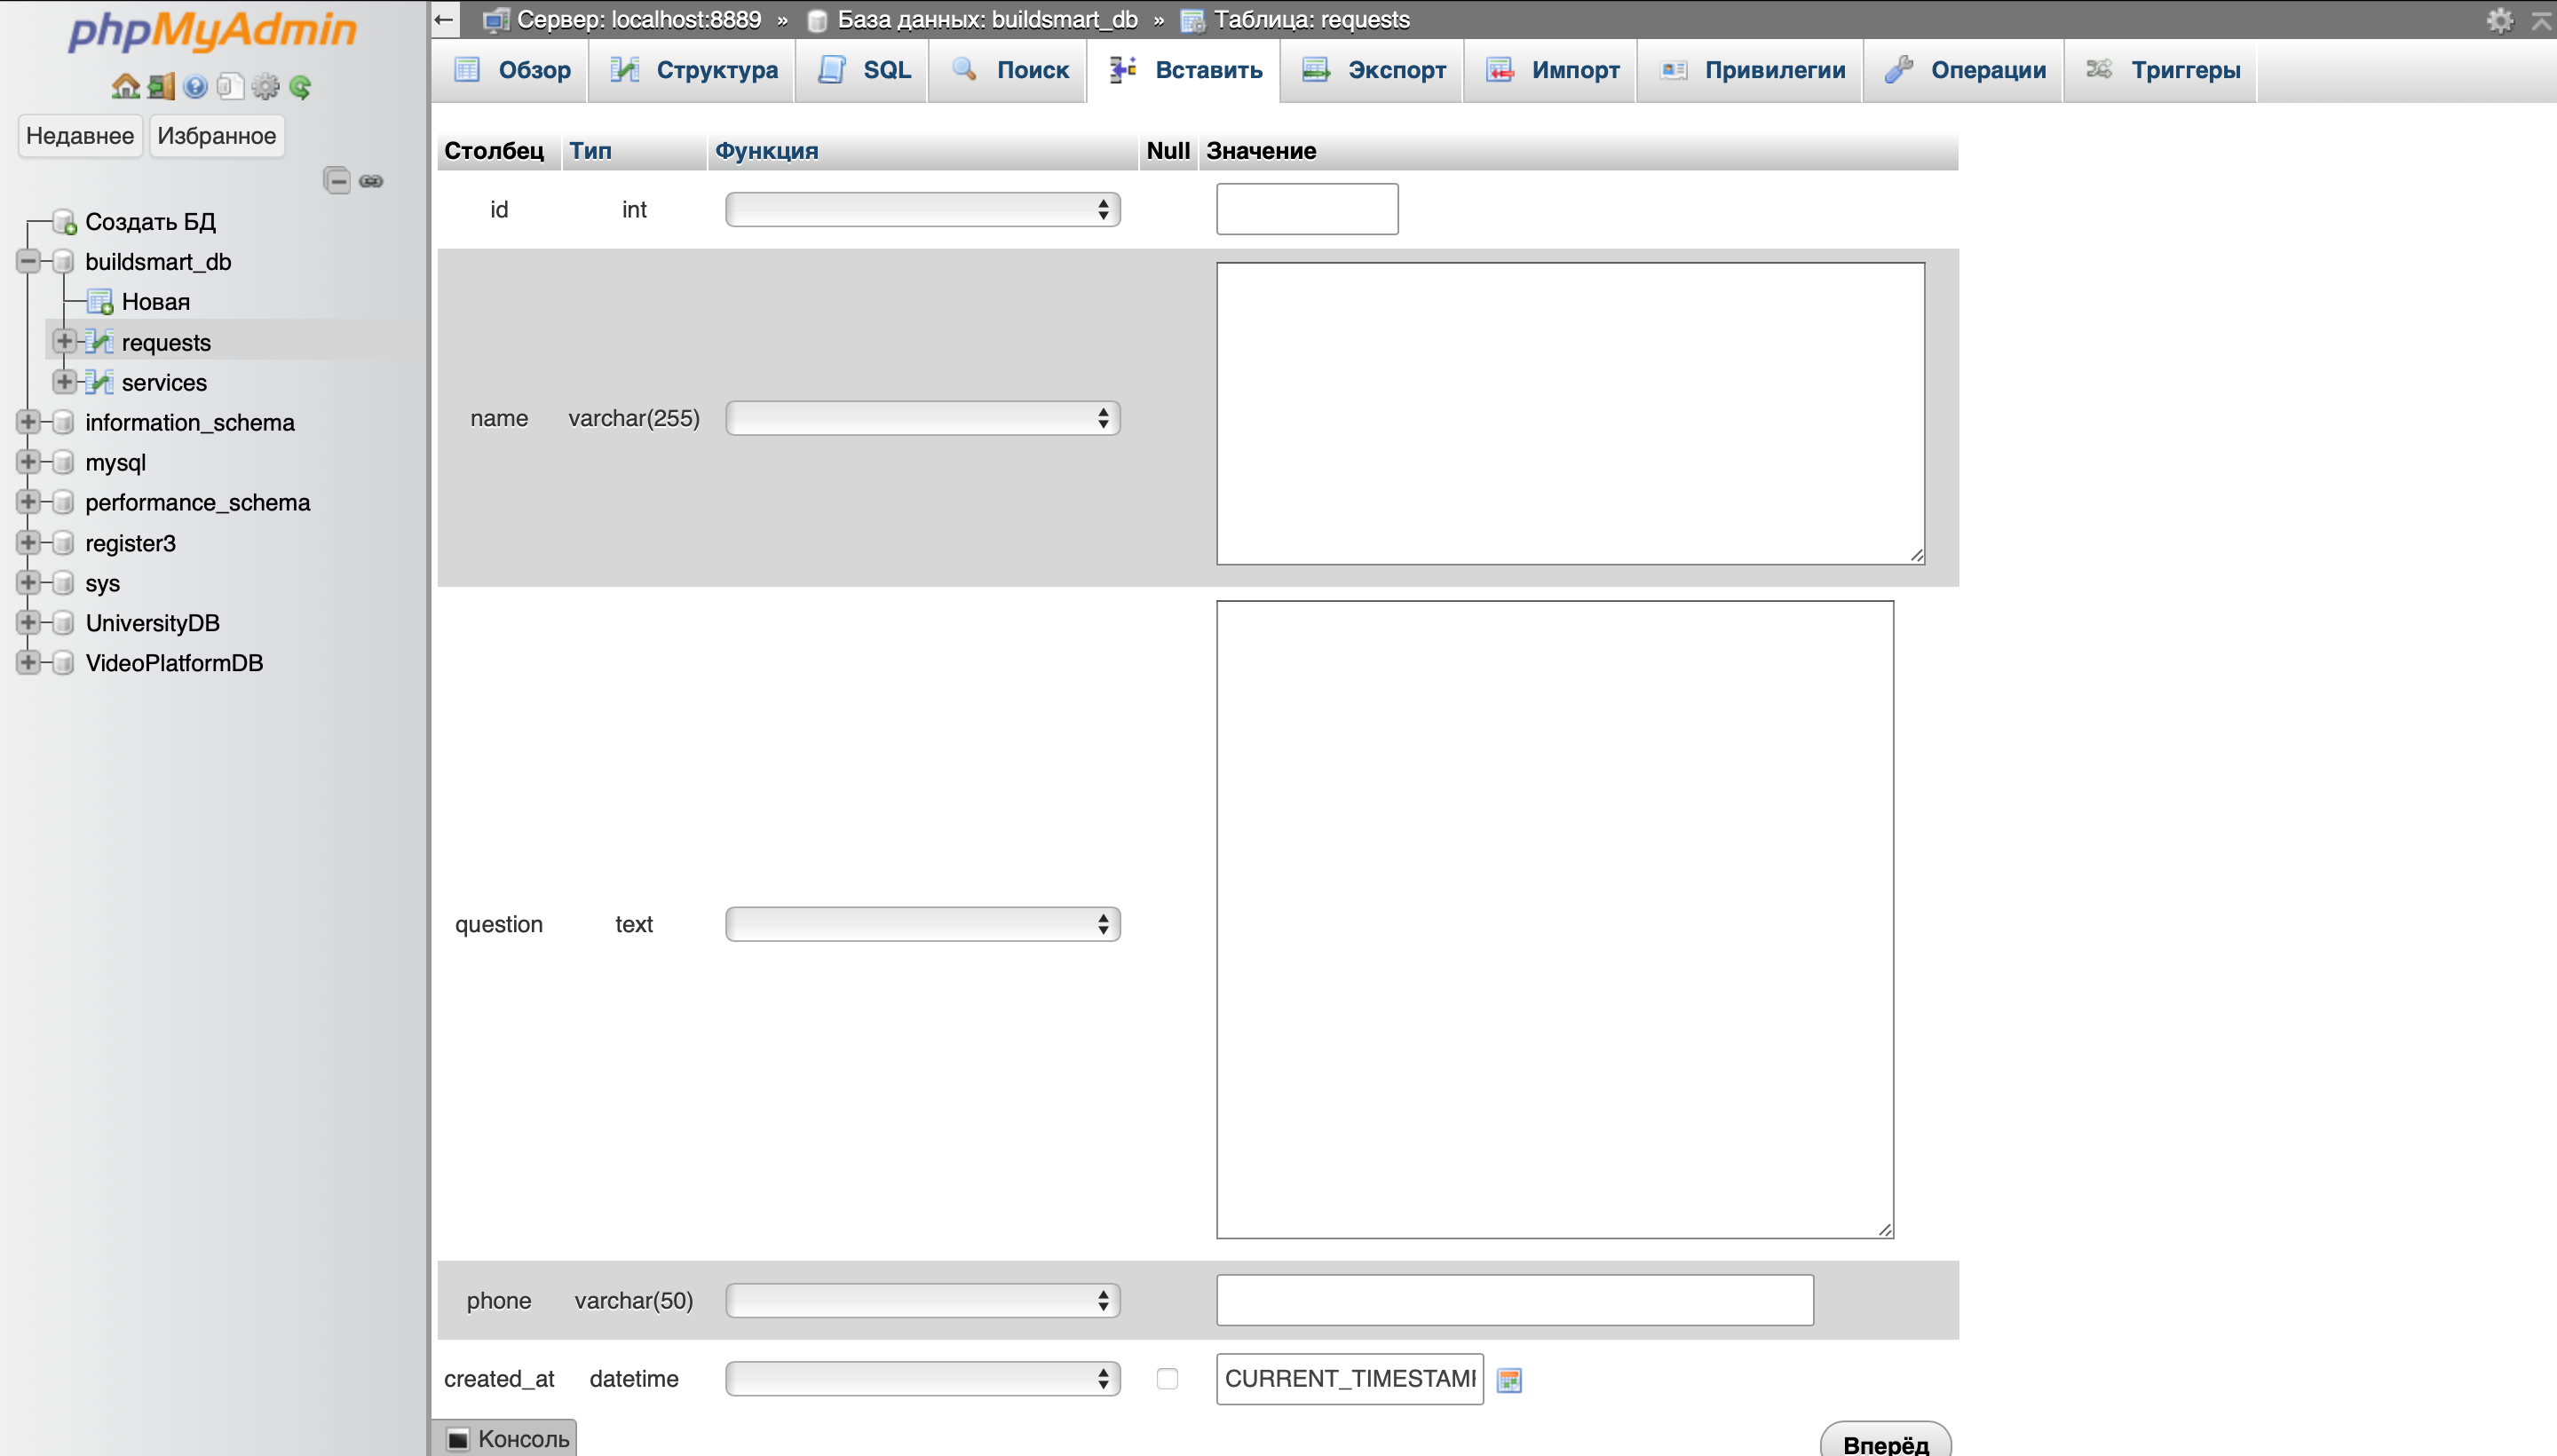 phpMyAdmin
Недавнее Избранное
Создать БД
buildsmart_db
Новая
requests
services
information_schema
mysql
performance_schema
register3
sys
UniversityDB
VideoPlatformDB
← Сервер: localhost:8889 » База данных: buildsmart_db » Таблица: requests
Обзор Структура SQL Поиск Вставить Экспорт Импорт Привилегии Операции Триггеры
Столбец Тип Функция Null Значение
id int
name varchar(255)
question text
phone varchar(50)
created_at datetime CURRENT_TIMESTAMP
Консоль Вперёд